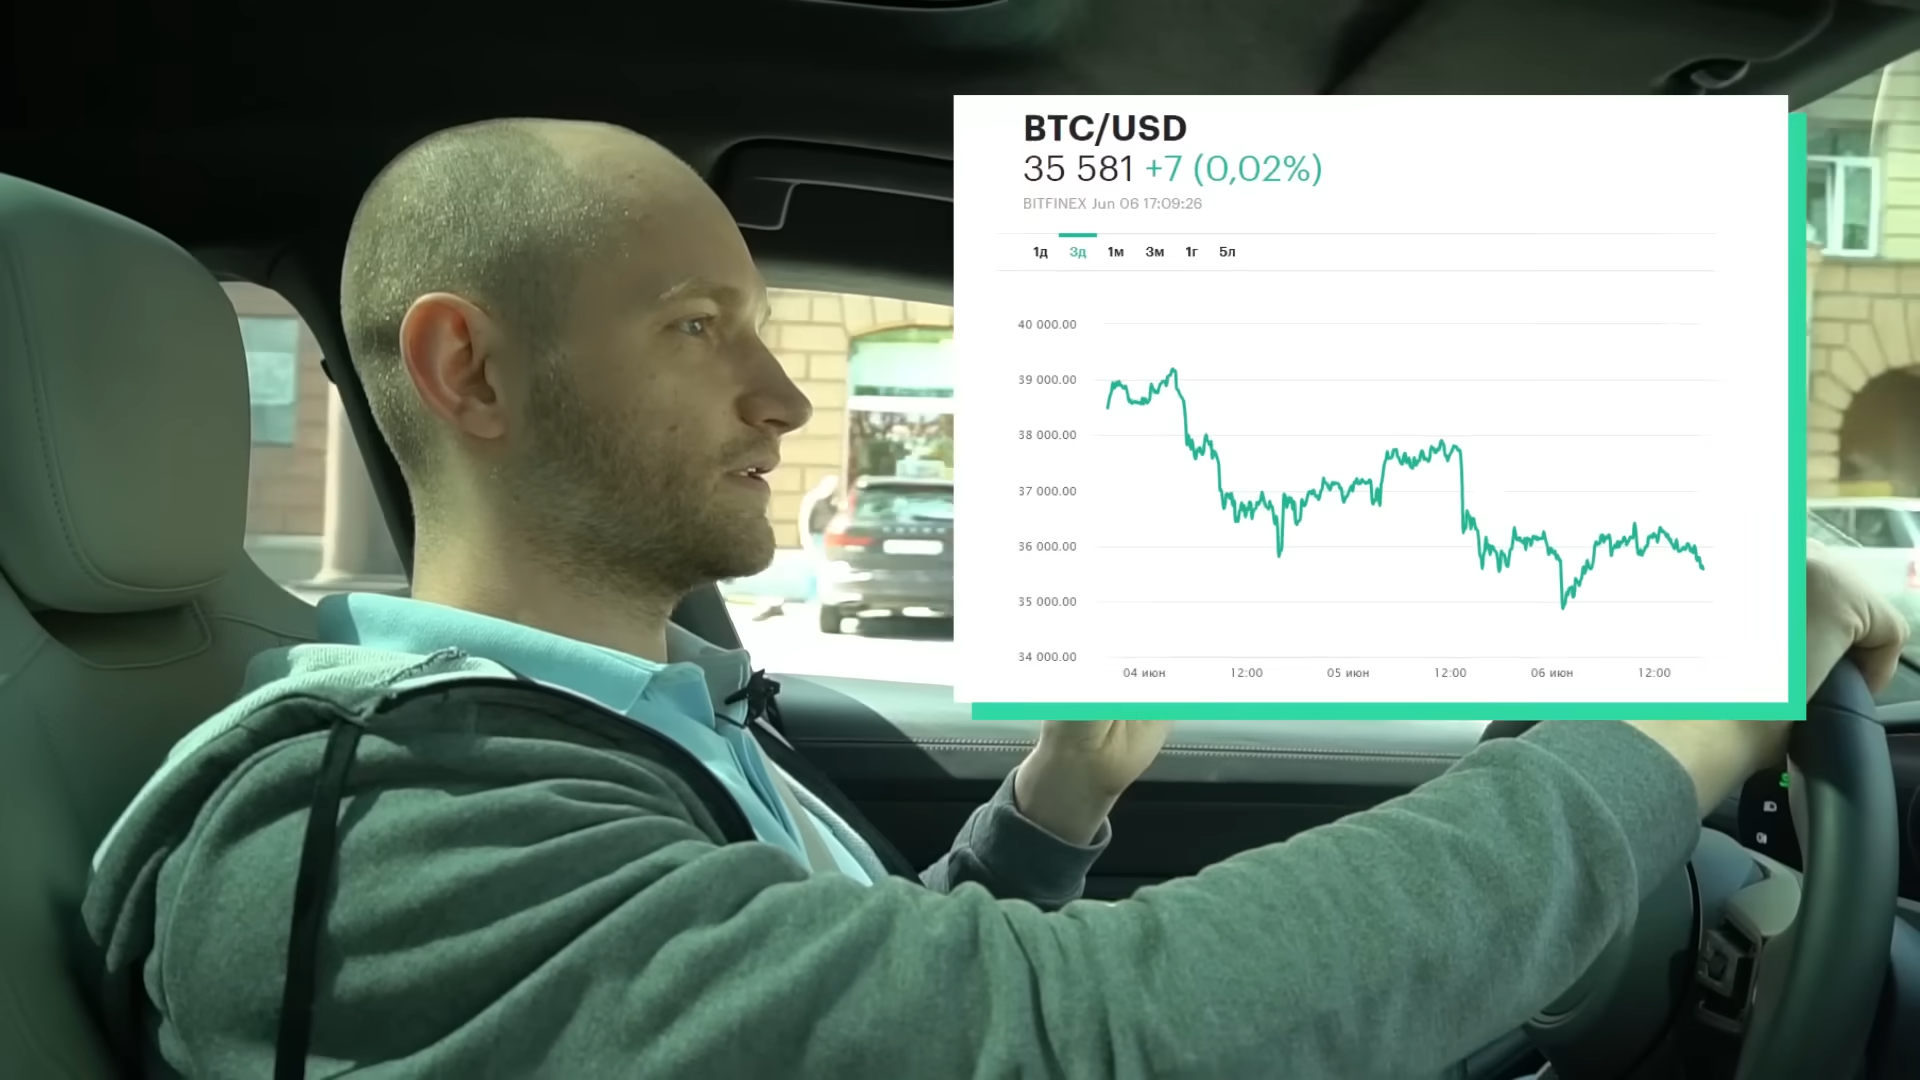 BTC/USD
35 581 +7 (0,02%)
BITFINEX Jun 06 17:09:26
1д 3д 1м 3м 1г 5л
40 000.00
39 000.00
38 000.00
37 000.00
36 000.00
35 000.00
34 000.00
04 июн 12:00 05 июн 12:00 06 июн 12:00